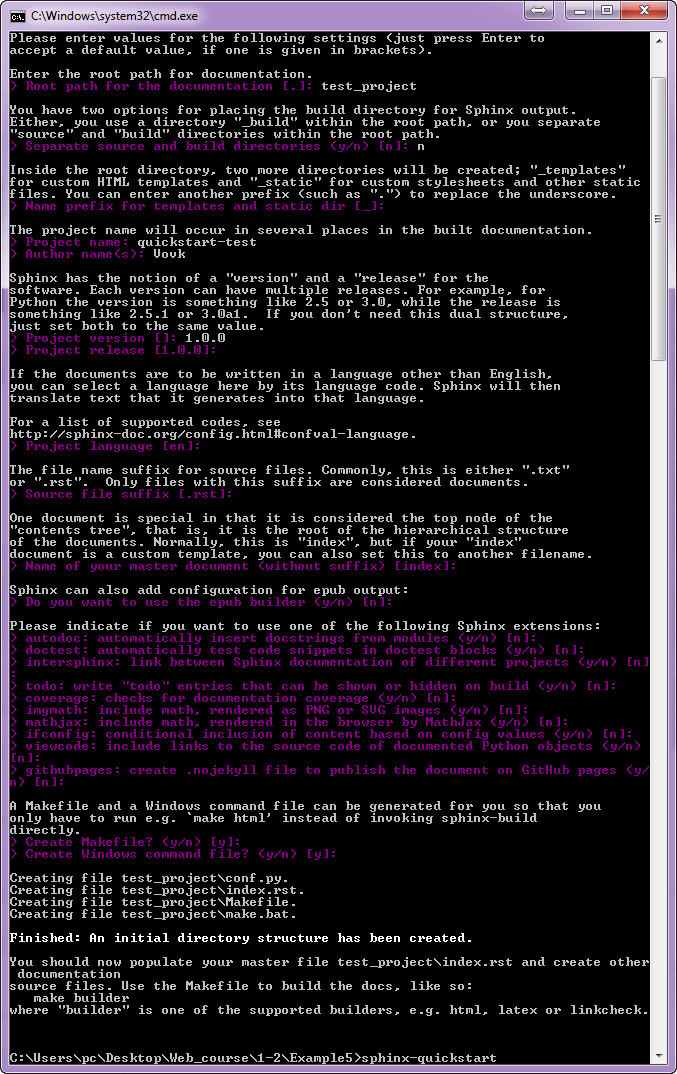 C:\Windows\system32\cmd.exe
Please enter values for the following settings (just press Enter to
accept a default value, if one is given in brackets).
Enter the root path for documentation.
> Root path for the documentation [.]: test_project
You have two options for placing the build directory for Sphinx output.
Either, you use a directory "_build" within the root path, or you separate
"source" and "build" directories within the root path.
> Separate source and build directories (y/n) [n]: n
Inside the root directory, two more directories will be created; "_templates"
for custom HTML templates and "_static" for custom stylesheets and other static
files. You can enter another prefix (such as ".") to replace the underscore.
> Name prefix for templates and static dir [_]:
The project name will occur in several places in the built documentation.
> Project name: quickstart-test
> Author name(s): Vovk
Sphinx has the notion of a "version" and a "release" for the
software. Each version can have multiple releases. For example, for
Python the version is something like 2.5 or 3.0, while the release is
something like 2.5.1 or 3.0a1.  If you don't need this dual structure,
just set both to the same value.
> Project version []: 1.0.0
> Project release [1.0.0]:
If the documents are to be written in a language other than English,
you can select a language here by its language code. Sphinx will then
translate text that it generates into that language.
For a list of supported codes, see
http://sphinx-doc.org/config.html#confval-language.
> Project language [en]:
The file name suffix for source files. Commonly, this is either ".txt"
or ".rst".  Only files with this suffix are considered documents.
> Source file suffix [.rst]:
One document is special in that it is considered the top node of the
"contents tree", that is, it is the root of the hierarchical structure
of the documents. Normally, this is "index", but if your "index"
document is a custom template, you can also set this to another filename.
> Name of your master document (without suffix) [index]:
Sphinx can also add configuration for epub output:
> Do you want to use the epub builder (y/n) [n]:
Please indicate if you want to use one of the following Sphinx extensions:
> autodoc: automatically insert docstrings from modules (y/n) [n]:
> doctest: automatically test code snippets in doctest blocks (y/n) [n]:
> intersphinx: link between Sphinx documentation of different projects (y/n) [n]
:
> todo: write "todo" entries that can be shown or hidden on build (y/n) [n]:
> coverage: checks for documentation coverage (y/n) [n]:
> imgmath: include math, rendered as PNG or SVG images (y/n) [n]:
> mathjax: include math, rendered in the browser by MathJax (y/n) [n]:
> ifconfig: conditional inclusion of content based on config values (y/n) [n]:
> viewcode: include links to the source code of documented Python objects (y/n)
[n]:
> githubpages: create .nojekyll file to publish the document on GitHub pages (y/
n) [n]:
A Makefile and a Windows command file can be generated for you so that you
only have to run e.g. `make html' instead of invoking sphinx-build
directly.
> Create Makefile? (y/n) [y]:
> Create Windows command file? (y/n) [y]:
Creating file test_project\conf.py.
Creating file test_project\index.rst.
Creating file test_project\Makefile.
Creating file test_project\make.bat.
Finished: An initial directory structure has been created.
You should now populate your master file test_project\index.rst and create other
 documentation
source files. Use the Makefile to build the docs, like so:
   make builder
where "builder" is one of the supported builders, e.g. html, latex or linkcheck.
C:\Users\pc\Desktop\Web_course\1-2\Example5>sphinx-quickstart